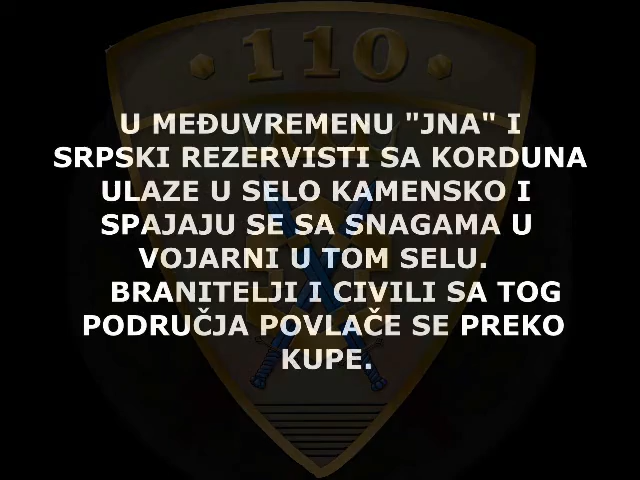 110
U MEĐUVREMENU "JNA" I
SRPSKI REZERVISTI SA KORDUNA
ULAZE U SELO KAMENSKO I
SPAJAJU SE SA SNAGAMA U
VOJARNI U TOM SELU.
BRANITELJI I CIVILI SA TOG
PODRUČJA POVLAČE SE PREKO
KUPE.